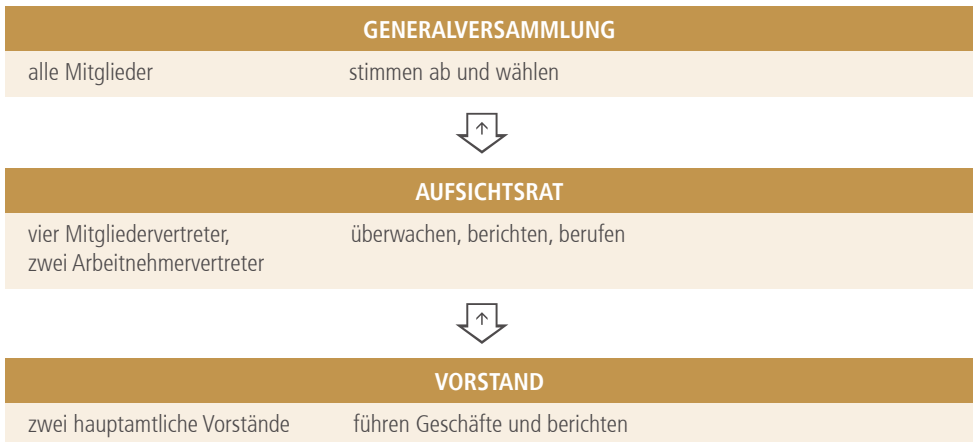 GENERALVERSAMMLUNG
alle Mitglieder stimmen ab und wählen
AUFSICHTSRAT
vier Mitgliedervertreter, überwachen, berichten, berufen
zwei Arbeitnehmervertreter
VORSTAND
zwei hauptamtliche Vorstände führen Geschäfte und berichten